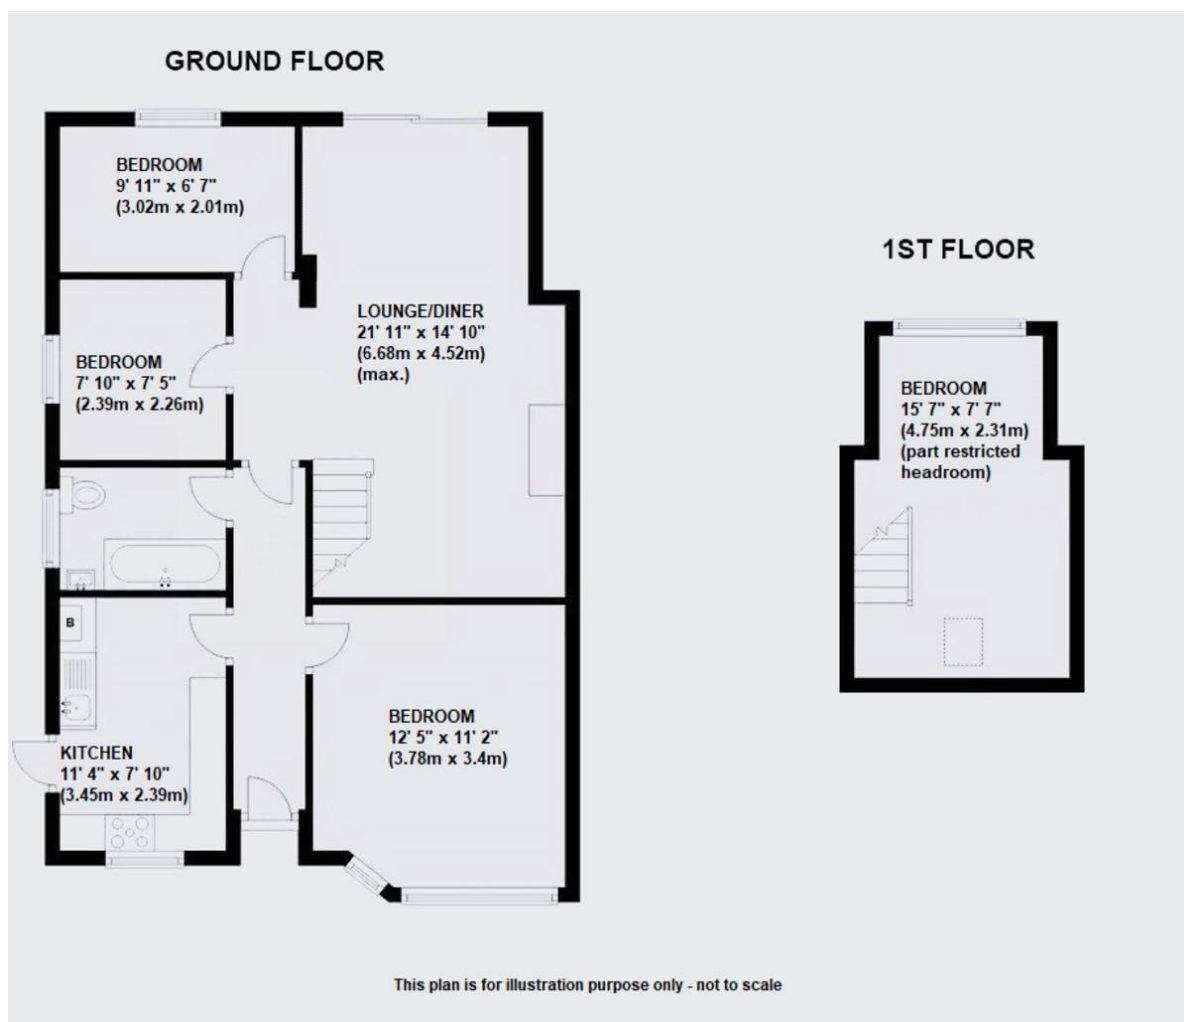 GROUND FLOOR
BEDROOM
9' 11" x 6' 7"
(3.02m x 2.01m)
LOUNGE/DINER
21' 11" x 14' 10"
(6.68m x 4.52m)
(max.)
BEDROOM
7' 10" x 7' 5"
(2.39m x 2.26m)
B
KITCHEN
11' 4" x 7' 10"
(3.45m x 2.39m)
BEDROOM
12' 5" x 11' 2"
(3.78m x 3.4m)
1ST FLOOR
BEDROOM
15' 7" x 7' 7"
(4.75m x 2.31m)
(part restricted
headroom)
This plan is for illustration purpose only - not to scale